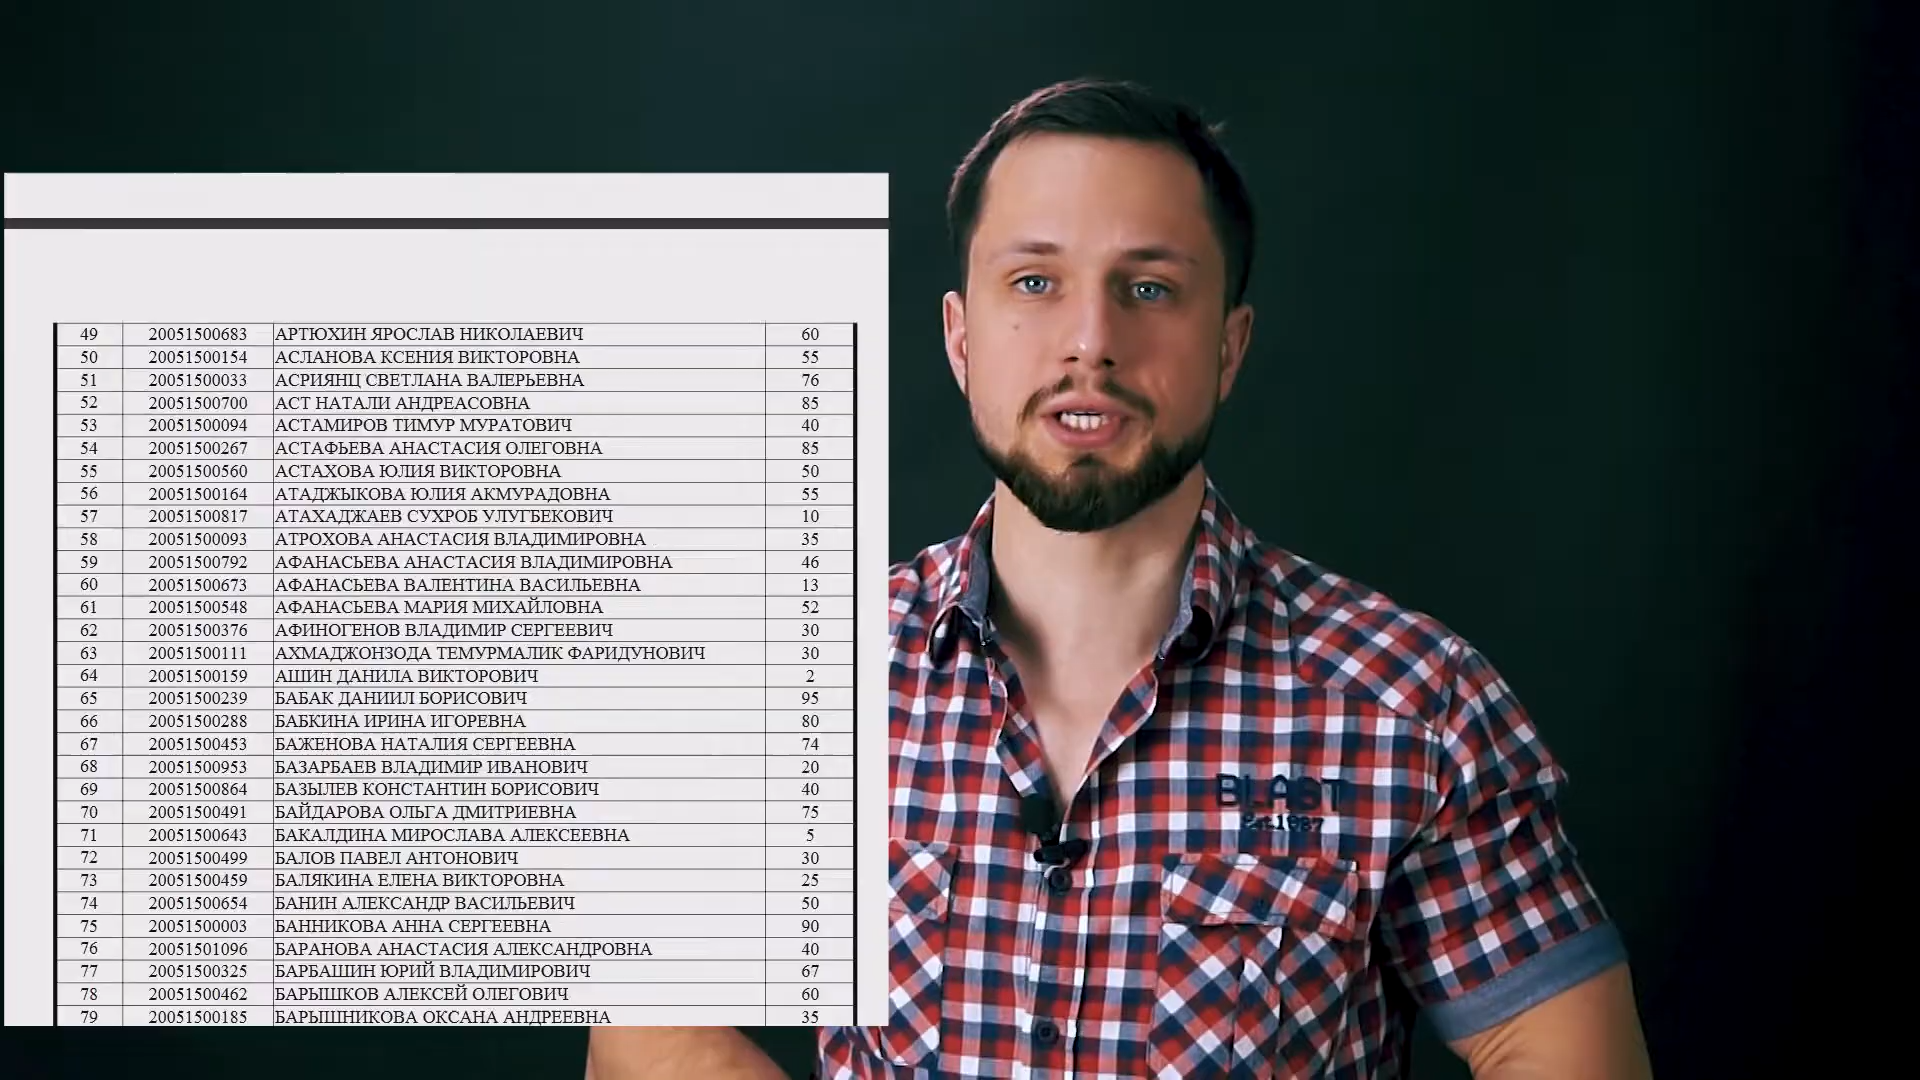 49 20051500683 АРТЮХИН ЯРОСЛАВ НИКОЛАЕВИЧ 60
50 20051500154 АСЛАНОВА КСЕНИЯ ВИКТОРОВНА 55
51 20051500033 АСРИЯНЦ СВЕТЛАНА ВАЛЕРЬЕВНА 76
52 20051500700 АСТ НАТАЛИ АНДРЕАСОВНА 85
53 20051500094 АСТАМИРОВ ТИМУР МУРАТОВИЧ 40
54 20051500267 АСТАФЬЕВА АНАСТАСИЯ ОЛЕГОВНА 85
55 20051500560 АСТАХОВА ЮЛИЯ ВИКТОРОВНА 50
56 20051500164 АТАДЖЫКОВА ЮЛИЯ АКМУРАДОВНА 55
57 20051500817 АТАХАДЖАЕВ СУХРОБ УЛУГБЕКОВИЧ 10
58 20051500093 АТРОХОВА АНАСТАСИЯ ВЛАДИМИРОВНА 35
59 20051500792 АФАНАСЬЕВА АНАСТАСИЯ ВЛАДИМИРОВНА 46
60 20051500673 АФАНАСЬЕВА ВАЛЕНТИНА ВАСИЛЬЕВНА 13
61 20051500548 АФАНАСЬЕВА МАРИЯ МИХАЙЛОВНА 52
62 20051500376 АФИНОГЕНОВ ВЛАДИМИР СЕРГЕЕВИЧ 30
63 20051500111 АХМАДЖОНЗОДА ТЕМУРМАЛИК ФАРИДУНОВИЧ 30
64 20051500159 АШИН ДАНИЛА ВИКТОРОВИЧ 2
65 20051500239 БАБАК ДАНИИЛ БОРИСОВИЧ 95
66 20051500288 БАБКИНА ИРИНА ИГОРЕВНА 80
67 20051500453 БАЖЕНОВА НАТАЛИЯ СЕРГЕЕВНА 74
68 20051500953 БАЗАРБАЕВ ВЛАДИМИР ИВАНОВИЧ 20
69 20051500864 БАЗЫЛЕВ КОНСТАНТИН БОРИСОВИЧ 40
70 20051500491 БАЙДАРОВА ОЛЬГА ДМИТРИЕВНА 75
71 20051500643 БАКАЛДИНА МИРОСЛАВА АЛЕКСЕЕВНА 5
72 20051500499 БАЛОВ ПАВЕЛ АНТОНОВИЧ 30
73 20051500459 БАЛЯКИНА ЕЛЕНА ВИКТОРОВНА 25
74 20051500654 БАНИН АЛЕКСАНДР ВАСИЛЬЕВИЧ 50
75 20051500003 БАННИКОВА АННА СЕРГЕЕВНА 90
76 20051501096 БАРАНОВА АНАСТАСИЯ АЛЕКСАНДРОВНА 40
77 20051500325 БАРБАШИН ЮРИЙ ВЛАДИМИРОВИЧ 67
78 20051500462 БАРЫШКОВ АЛЕКСЕЙ ОЛЕГОВИЧ 60
79 20051500185 БАРЫШНИКОВА ОКСАНА АНДРЕЕВНА 35
BLAST
Est.1987